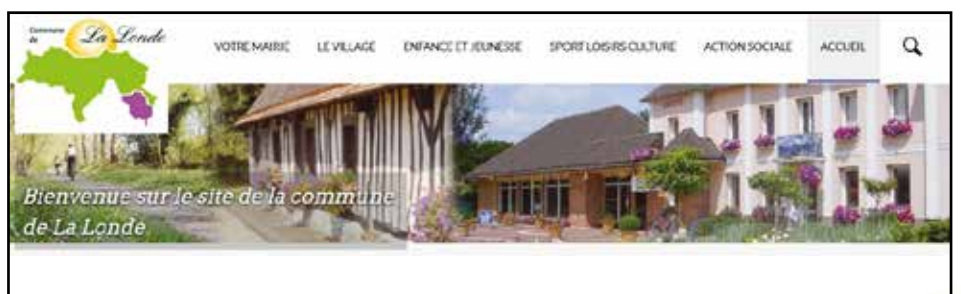 Commune
de
La Londe
VOTRE MAIRIE LE VILLAGE ENFANCE ET JEUNESSE SPORT LOISIRS CULTURE ACTION SOCIALE ACCUEIL
Bienvenue sur le site de la commune
de La Londe